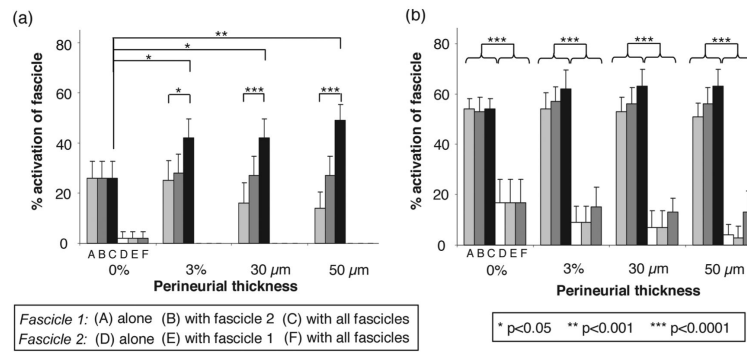 (a)
(b)
**
*
*
* *** ***
*** *** *** ***
% activation of fascicle
80
60
40
20
0
A B C D E F
0% 3% 30 µm 50 µm
Perineurial thickness
% activation of fascicle
80
60
40
20
0
A B C D E F
0% 3% 30 µm 50 µm
Perineurial thickness
Fascicle 1: (A) alone (B) with fascicle 2 (C) with all fascicles
Fascicle 2: (D) alone (E) with fascicle 1 (F) with all fascicles
* p<0.05 ** p<0.001 *** p<0.0001